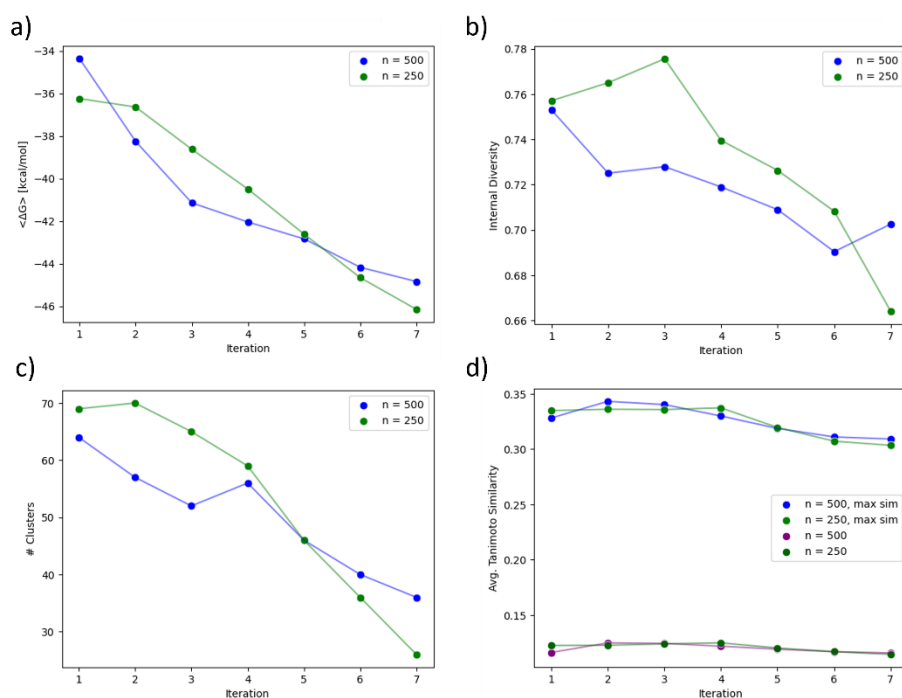 a)
−34
−36
−38
−40
−42
−44
−46
<ΔG> [kcal/mol]
n = 500
n = 250
1 2 3 4 5 6 7
Iteration
b)
0.78
0.76
0.74
0.72
0.70
0.68
0.66
Internal Diversity
n = 500
n = 250
1 2 3 4 5 6 7
Iteration
c)
70
60
50
40
30
# Clusters
n = 500
n = 250
1 2 3 4 5 6 7
Iteration
d)
0.35
0.30
0.25
0.20
0.15
Avg. Tanimoto Similarity
n = 500, max sim
n = 250, max sim
n = 500
n = 250
1 2 3 4 5 6 7
Iteration